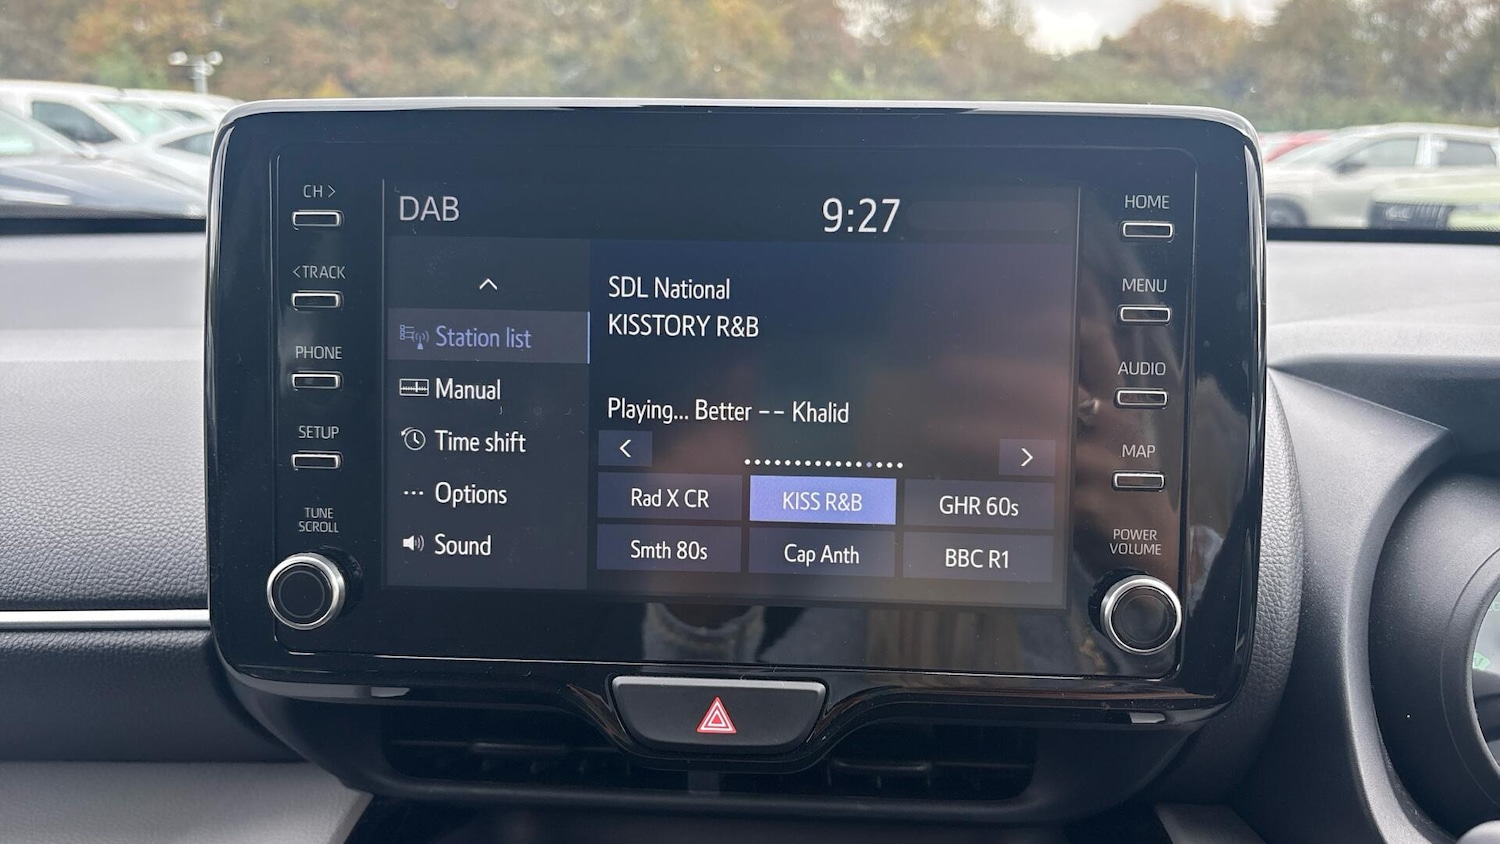 CH >
DAB
9:27
HOME
< TRACK
MENU
SDL National
KISSTORY R&B
Station list
PHONE
AUDIO
Manual
Playing... Better -- Khalid
SETUP
Time shift
MAP
Options
Rad X CR
KISS R&B
GHR 60s
TUNE
SCROLL
Sound
Smth 80s
Cap Anth
BBC R1
POWER
VOLUME